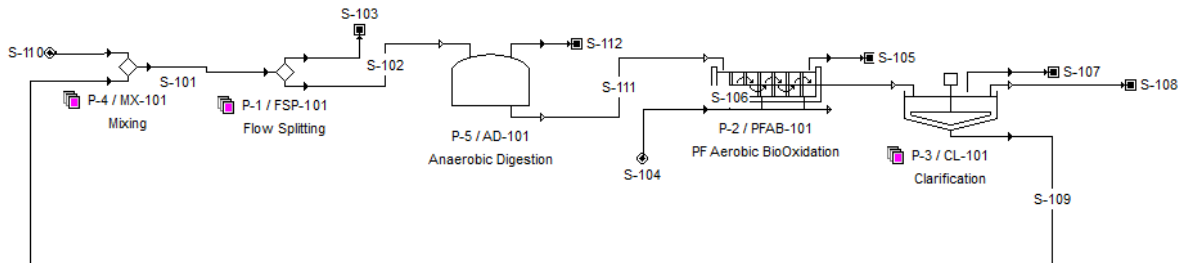 S-103
S-110
S-101
S-102
S-112
S-111
S-105
S-106
S-107
S-108
P-4 / MX-101
Mixing
P-1 / FSP-101
Flow Splitting
P-5 / AD-101
Anaerobic Digestion
S-104
P-2 / PFAB-101
PF Aerobic BioOxidation
P-3 / CL-101
Clarification
S-109